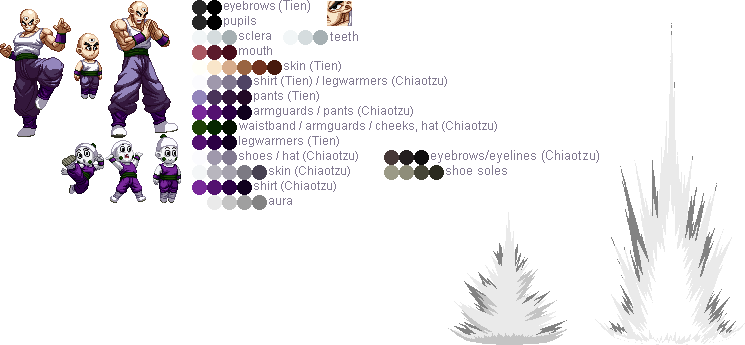 eyebrows (Tien)
pupils
sclera
teeth
mouth
skin (Tien)
shirt (Tien) / legwarmers (Chiaotzu)
pants (Tien)
armguards / pants (Chiaotzu)
waistband / armguards / cheeks, hat (Chiaotzu)
legwarmers (Tien)
shoes / hat (Chiaotzu)
eyebrows/eyelines (Chiaotzu)
skin (Chiaotzu)
shoe soles
shirt (Chiaotzu)
aura